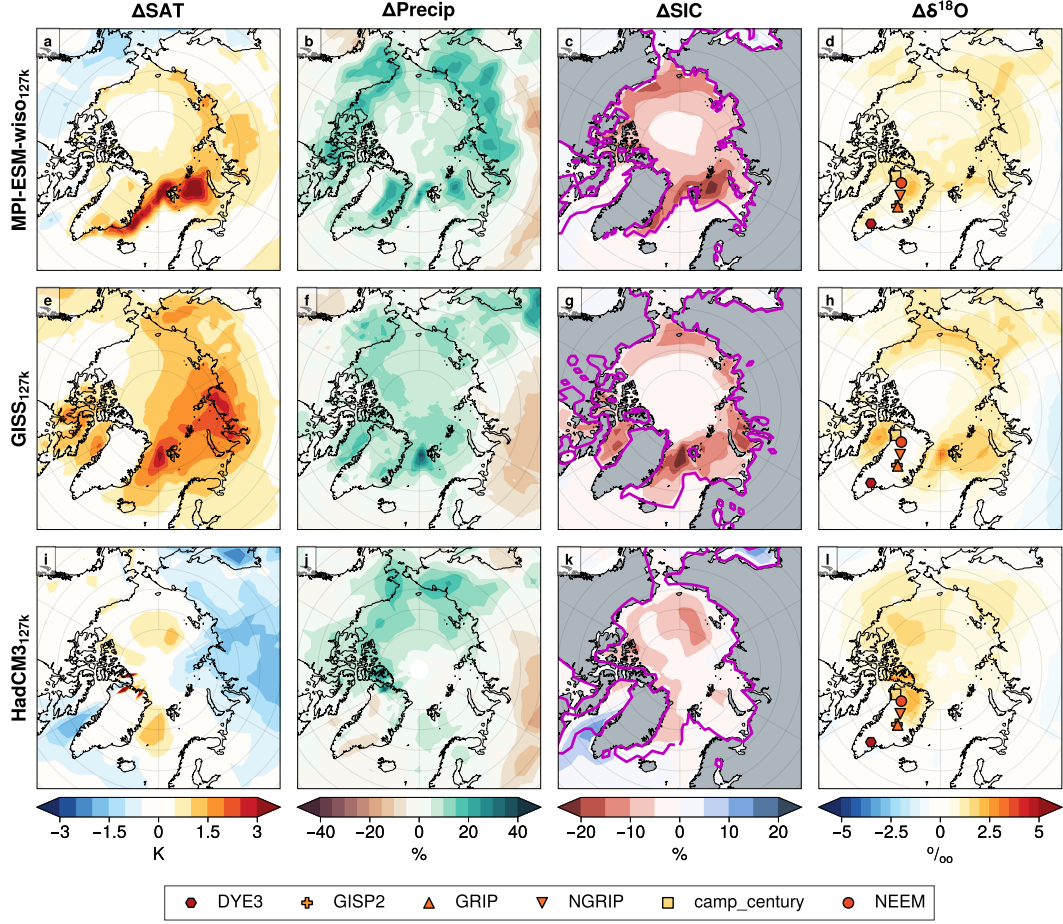 ΔSAT ΔPrecip ΔSIC Δδ¹⁸O
MPI-ESM-wiso₁₂₇ₖ
a b c d
GISS₁₂₇ₖ
e f g h
HadCM3₁₂₇ₖ
i j k l
−3 −1.5 0 1.5 3
K
−40 −20 0 20 40
%
−20 −10 0 10 20
%
−5 −2.5 0 2.5 5
o/oo
DYE3 GISP2 GRIP NGRIP camp_century NEEM